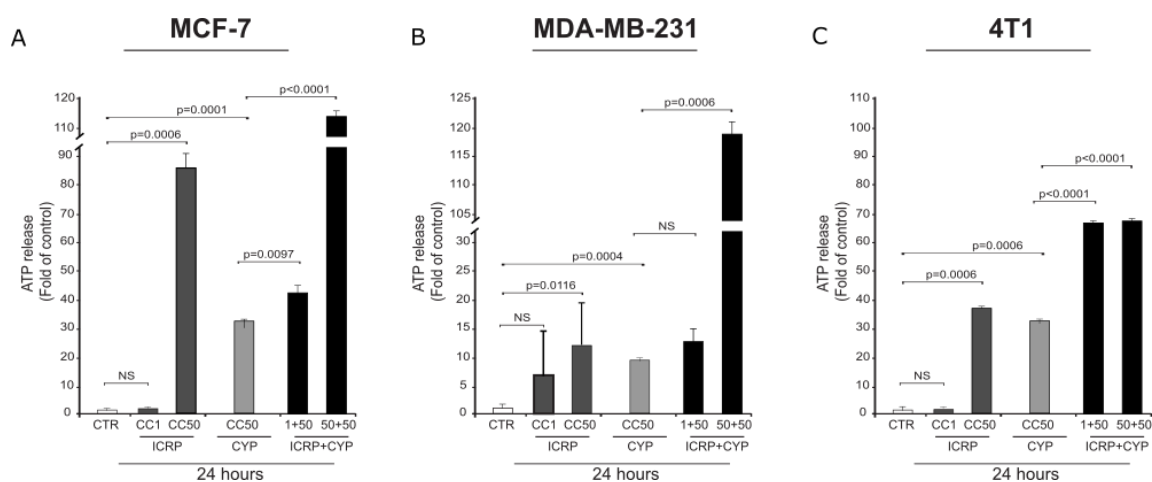 A
MCF-7
ATP release
(Fold of control)
120
110
90
80
70
60
50
40
30
20
10
0
p<0.0001
p=0.0001
p=0.0006
p=0.0097
NS
CTR CC1 CC50 CC50 1+50 50+50
ICRP CYP ICRP+CYP
24 hours
B
MDA-MB-231
ATP release
(Fold of control)
125
120
115
105
30
25
20
15
10
5
0
p=0.0006
NS
p=0.0004
p=0.0116
NS
CTR CC1 CC50 CC50 1+50 50+50
ICRP CYP ICRP+CYP
24 hours
C
4T1
ATP release
(Fold of control)
120
100
90
80
70
60
50
40
30
20
10
0
p<0.0001
p<0.0001
p=0.0006
p=0.0006
NS
CTR CC1 CC50 CC50 1+50 50+50
ICRP CYP ICRP+CYP
24 hours